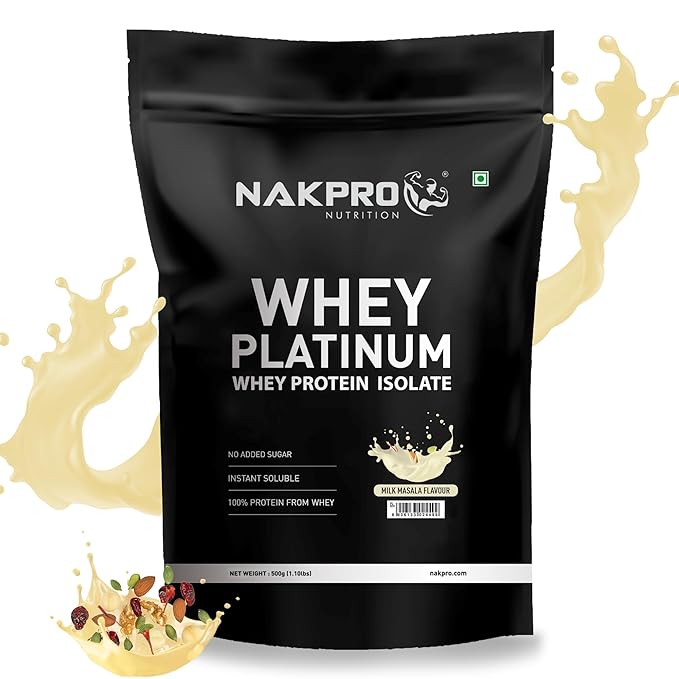 NAKPRO
®
NUTRITION
WHEY
PLATINUM
WHEY PROTEIN ISOLATE
NO ADDED SUGAR
INSTANT SOLUBLE
100% PROTEIN FROM WHEY
MILK MASALA FLAVOUR
NET WEIGHT : 500g (1.10lbs)
nakpro.com